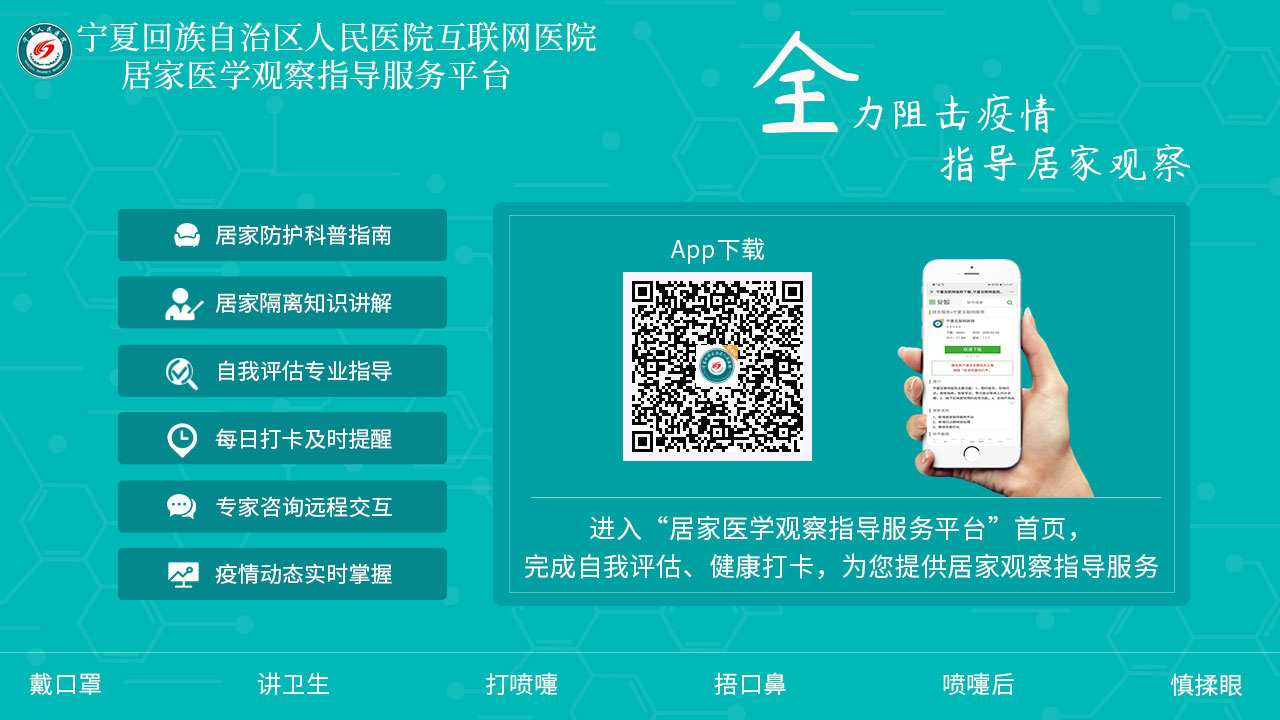 宁夏回族自治区人民医院互联网医院
居家医学观察指导服务平台
全力阻击疫情
指导居家观察
居家防护科普指南
居家隔离知识讲解
自我评估专业指导
每日打卡及时提醒
专家咨询远程交互
疫情动态实时掌握
App下载
进入“居家医学观察指导服务平台”首页，
完成自我评估、健康打卡，为您提供居家观察指导服务
戴口罩
讲卫生
打喷嚏
捂口鼻
喷嚏后
慎揉眼